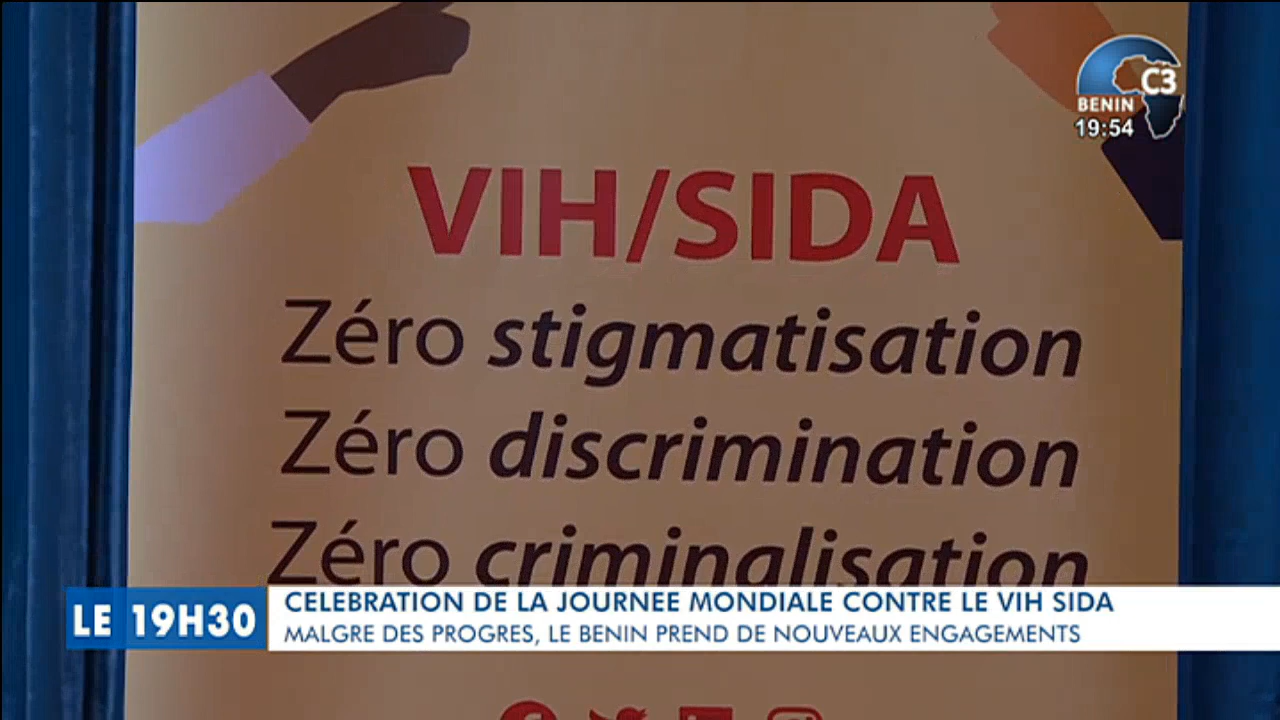 C3
BENIN
19:54
VIH/SIDA
Zéro stigmatisation
Zéro discrimination
Zéro criminalisation
LE 19H30
CELEBRATION DE LA JOURNEE MONDIALE CONTRE LE VIH SIDA
MALGRE DES PROGRES, LE BENIN PREND DE NOUVEAUX ENGAGEMENTS